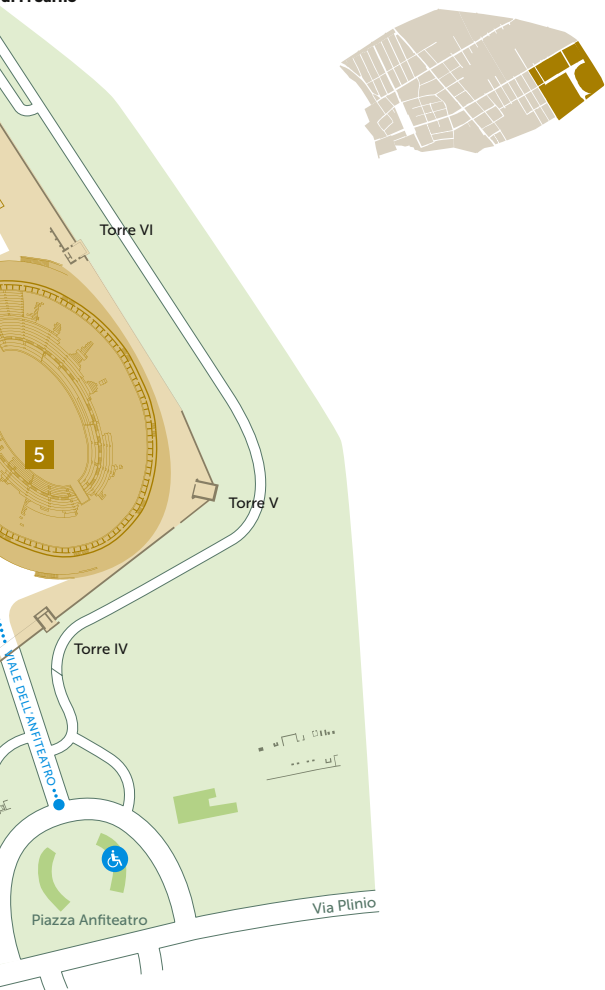 Torre VI
5
Torre V
Torre IV
VIALE DELL'ANFITEATRO
Piazza Anfiteatro
Via Plinio